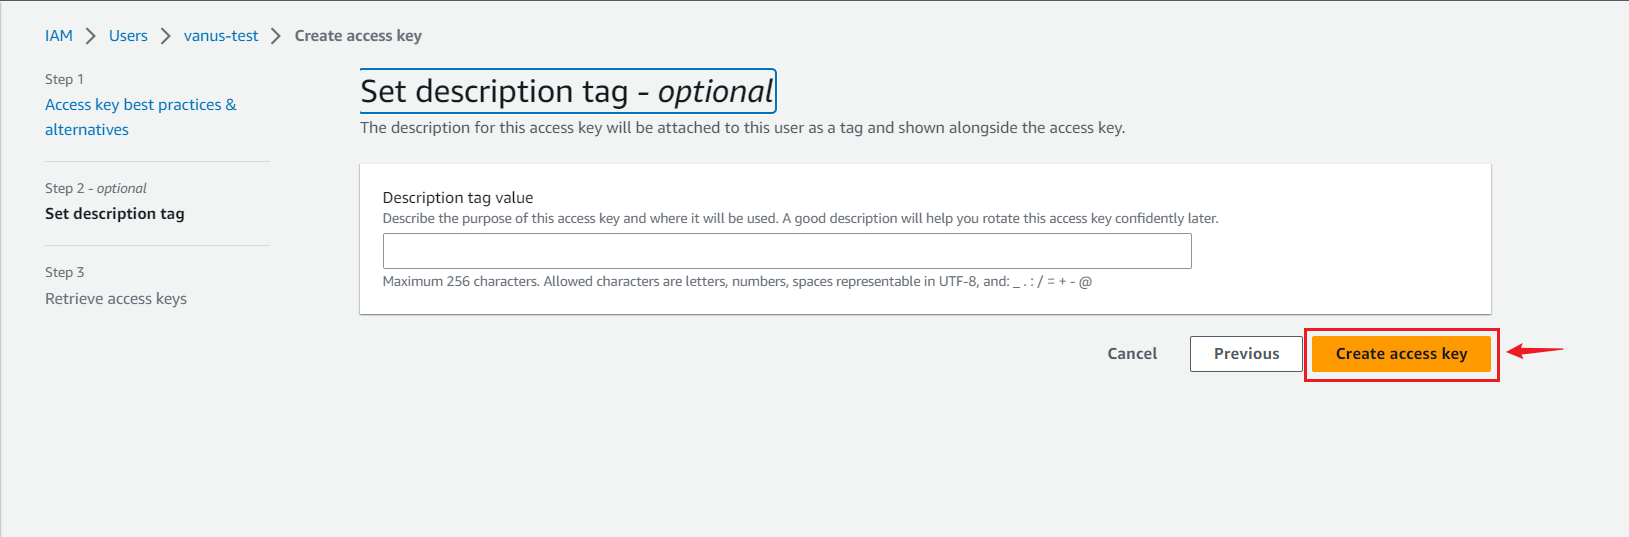 IAM > Users > vanus-test > Create access key
Step 1
Access key best practices &
alternatives
Step 2 - optional
Set description tag
Step 3
Retrieve access keys
Set description tag - optional
The description for this access key will be attached to this user as a tag and shown alongside the access key.
Description tag value
Describe the purpose of this access key and where it will be used. A good description will help you rotate this access key confidently later.
Maximum 256 characters. Allowed characters are letters, numbers, spaces representable in UTF-8, and: _ . : / = + - @
Cancel
Previous
Create access key